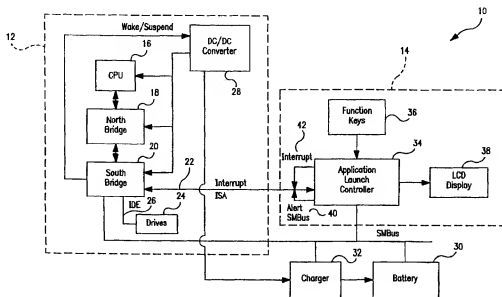 10
12
Wake/Suspend
DC/DC
Converter
28
16
CPU
18
North
Bridge
20
South
Bridge
22
IDE
26
24
Drives
Interrupt
ISA
14
Function
Keys
36
42
Interrupt
34
Application
Launch
Controller
38
LCD
Display
Alert
SMBus
40
SMBus
32
Charger
30
Battery